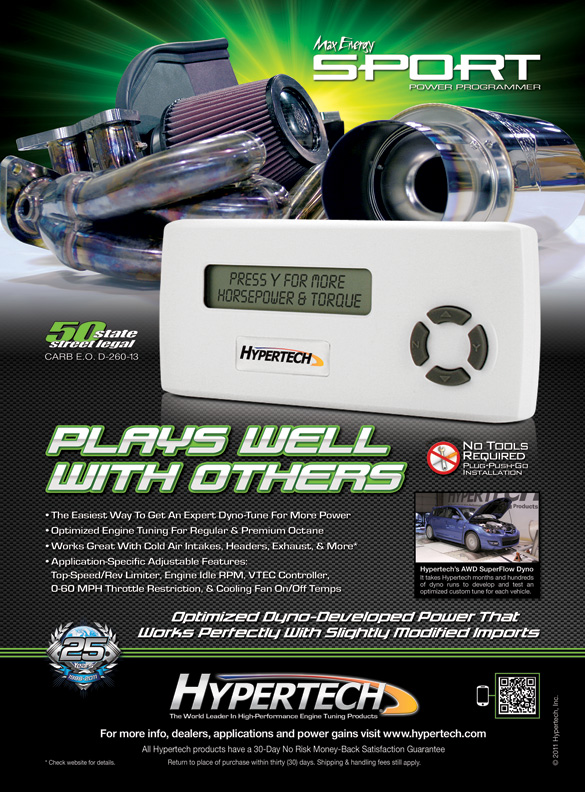 Max Energy
SPORT
POWER PROGRAMMER
PRESS Y FOR MORE
HORSEPOWER & TORQUE
HYPERTECH
N
Y
50 state
street legal
CARB E.O. D-260-13
PLAYS WELL
WITH OTHERS
NO TOOLS
REQUIRED
PLUG-PUSH-GO
INSTALLATION
• The Easiest Way To Get An Expert Dyno-Tune For More Power
• Optimized Engine Tuning For Regular & Premium Octane
• Works Great With Cold Air Intakes, Headers, Exhaust, & More*
• Application-Specific Adjustable Features:
Top-Speed/Rev Limiter, Engine Idle RPM, VTEC Controller,
0-60 MPH Throttle Restriction, & Cooling Fan On/Off Temps
HYPERTECH
Products
Hypertech's AWD SuperFlow Dyno
It takes Hypertech months and hundreds
of dyno runs to develop and test an
optimized custom tune for each vehicle.
Optimized Dyno-Developed Power That
Works Perfectly With Slightly Modified Imports
25
Years
1986-2011
HYPERTECH
The World Leader In High-Performance Engine Tuning Products
For more info, dealers, applications and power gains visit www.hypertech.com
All Hypertech products have a 30-Day No Risk Money-Back Satisfaction Guarantee
* Check website for details.
Return to place of purchase within thirty (30) days. Shipping & handling fees still apply.
© 2011 Hypertech, Inc.